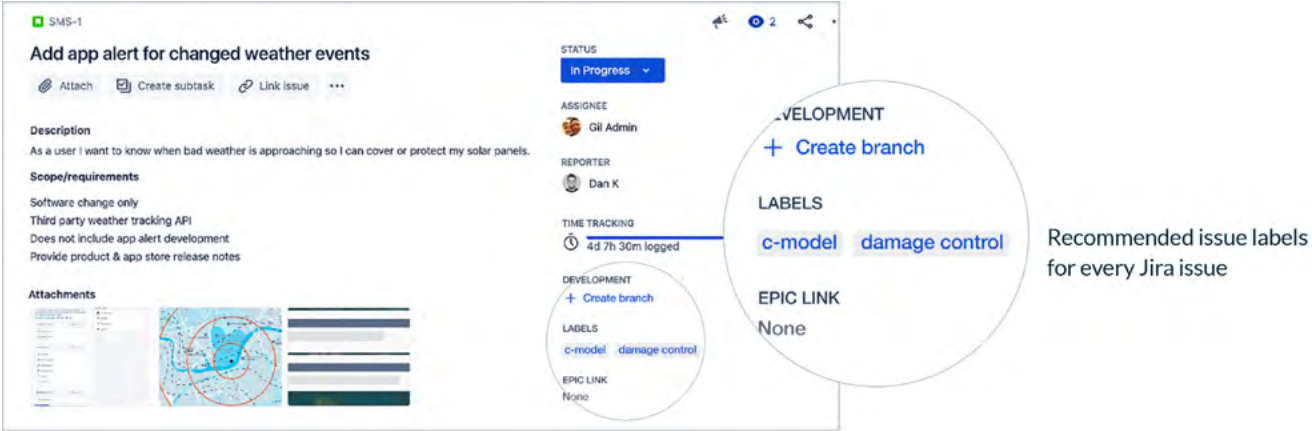 SMS-1
2
Add app alert for changed weather events
Attach
Create subtask
Link issue
Description
As a user I want to know when bad weather is approaching so I can cover or protect my solar panels.
Scope/requirements
Software change only
Third party weather tracking API
Does not include app alert development
Provide product & app store release notes
Attachments
STATUS
In Progress
ASSIGNEE
Gil Admin
REPORTER
Dan K
TIME TRACKING
4d 7h 30m logged
DEVELOPMENT
+ Create branch
LABELS
c-model damage control
EPIC LINK
None
VELOPMENT
+ Create branch
LABELS
c-model damage control
EPIC LINK
None
Recommended issue labels
for every Jira issue